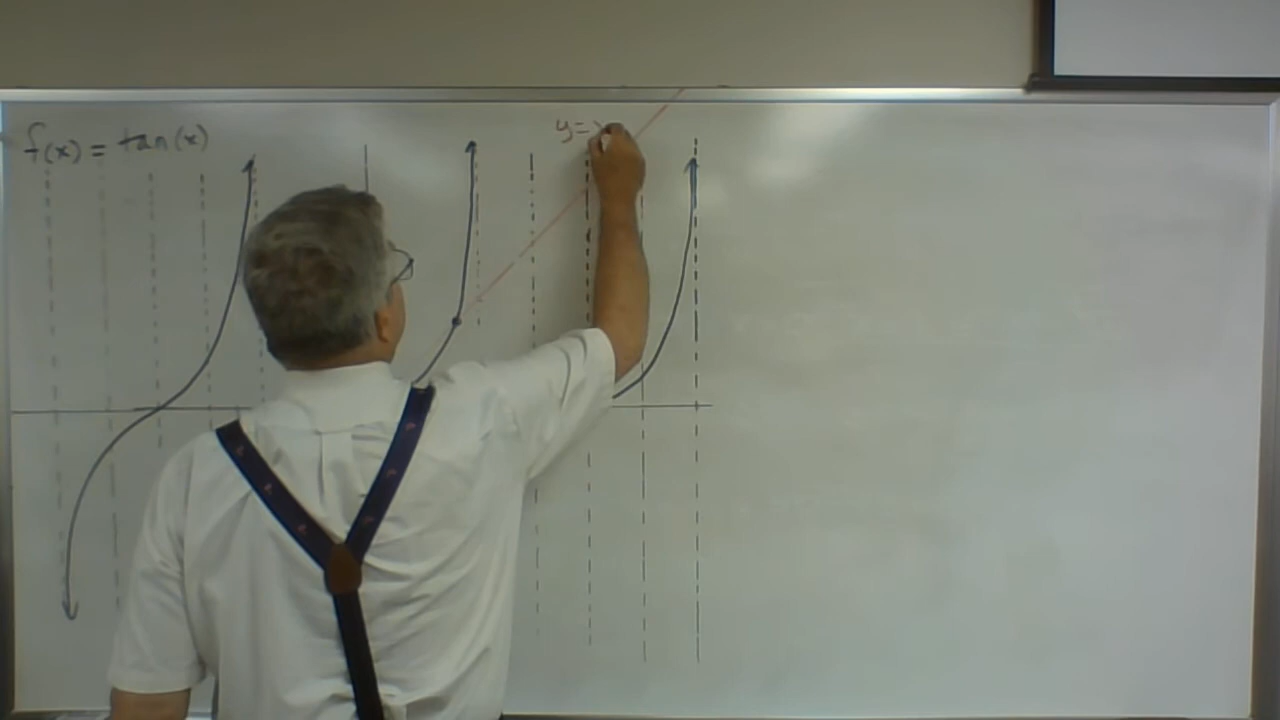 f(x) = tan(x)
y=x